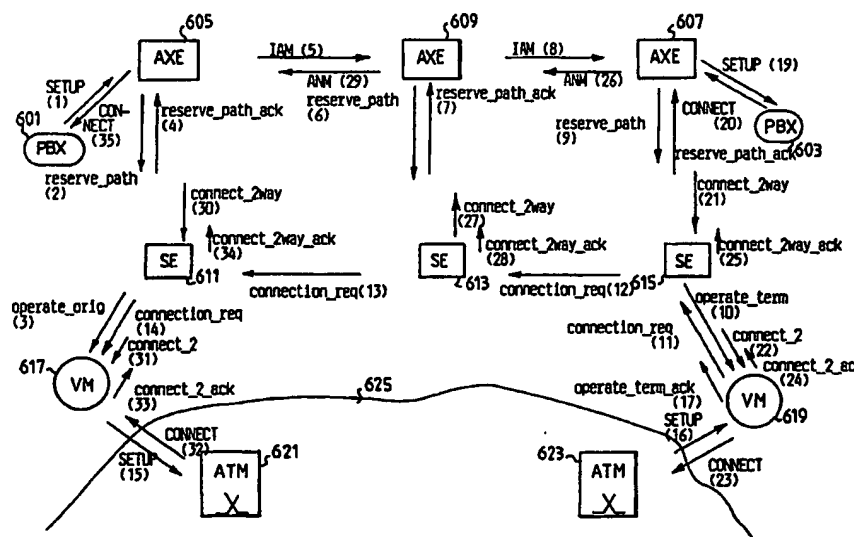 605
609
607
AXE
AXE
AXE
IAM (5)
ANM (29)
IAM (8)
ANM (26)
SETUP (19)
SETUP
(1)
CON-
NECT
(35)
reserve_path_ack
(4)
reserve_path
(6)
reserve_path_ack
(7)
reserve_path
(9)
CONNECT
(20)
601
PBX
PBX
603
reserve_path
(2)
reserve_path_ack
connect_2way
(30)
connect_2way
(27)
connect_2way
(21)
connect_2way_ack
(34)
connect_2way_ack
(28)
connect_2way_ack
(25)
SE
611
SE
613
SE
615
connection_req(13)
connection_req(12)
operate_orig
(3)
connection_req
(14)
connect_2
(31)
operate_term
(10)
connection_req
(11)
connect_2
(22)
connect_2_ac
(24)
617
VM
connect_2_ack
(33)
625
operate_term_ack
(17)
VM
619
CONNECT
(32)
SETUP
(15)
SETUP
(16)
CONNECT
(23)
621
ATM
X
623
ATM
X